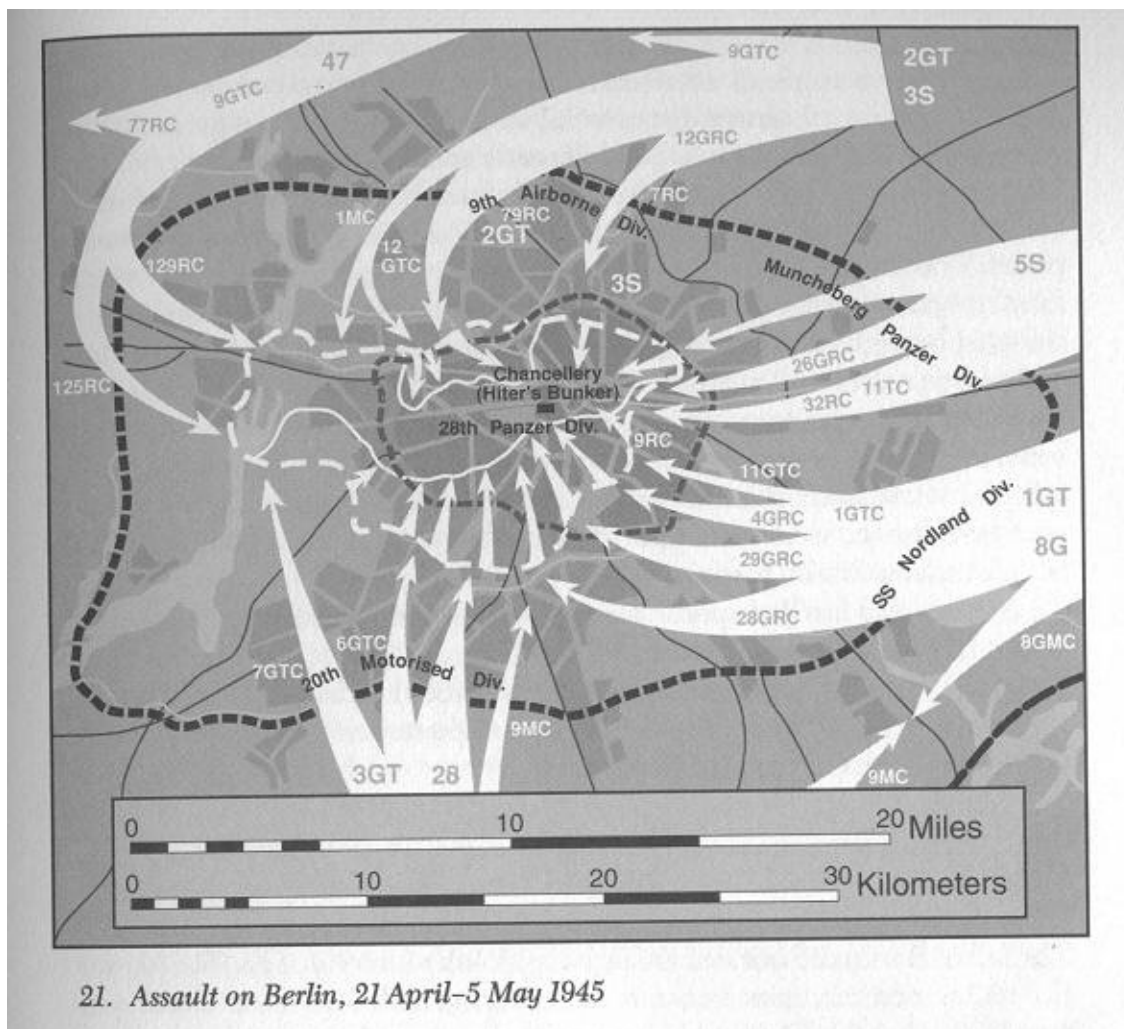 47
9GTC
2GT
9GTC
3S
77RC
12GRC
7RC
9th Airborne Div.
1MC
79RC
12
GTC
2GT
129RC
5S
3S
Muncheberg Panzer Div.
26GRC
Chancellery
(Hiter's Bunker)
11TC
125RC
32RC
28th Panzer Div.
9RC
11GTC
1GT
4GRC
1GTC
SS Nordland Div.
8G
29GRC
28GRC
6GTC
8GMC
7GTC
20th Motorised Div.
9MC
3GT
28
9MC
0 10 20 Miles
0 10 20 30 Kilometers
21. Assault on Berlin, 21 April–5 May 1945